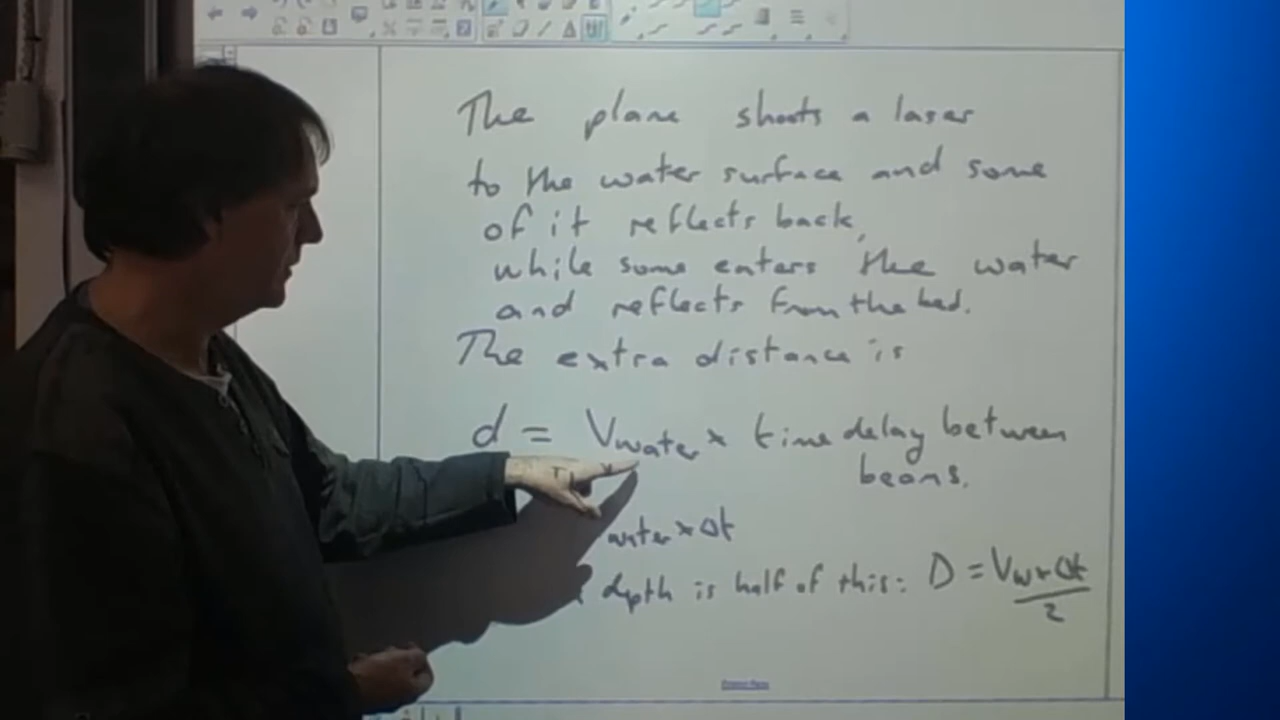 The plane shoots a laser
to the water surface and some
of it reflects back,
while some enters the water
and reflects from the bed.
The extra distance is
d = Vwater × time delay between
beams.
ater × Δt
depth is half of this: D = Vw × Δt / 2